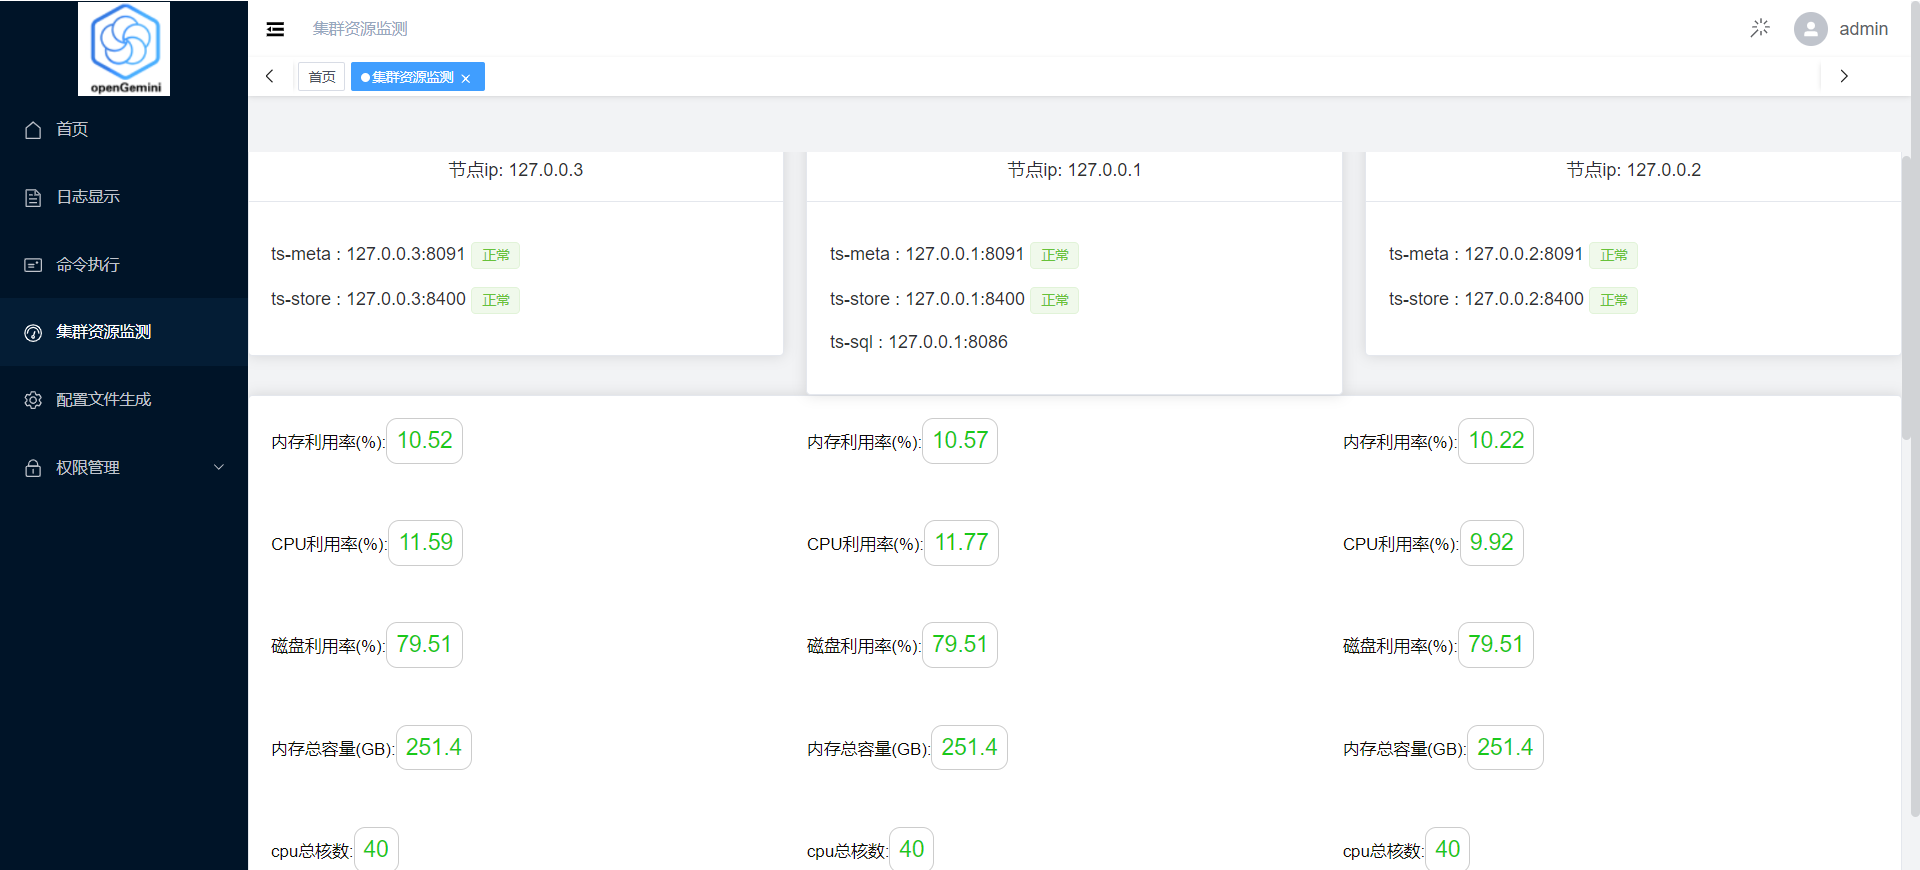 openGemini
首页
日志显示
命令执行
集群资源监测
配置文件生成
权限管理
集群资源监测
admin
首页
集群资源监测
节点ip: 127.0.0.3
ts-meta : 127.0.0.3:8091 正常
ts-store : 127.0.0.3:8400 正常
节点ip: 127.0.0.1
ts-meta : 127.0.0.1:8091 正常
ts-store : 127.0.0.1:8400 正常
ts-sql : 127.0.0.1:8086
节点ip: 127.0.0.2
ts-meta : 127.0.0.2:8091 正常
ts-store : 127.0.0.2:8400 正常
内存利用率(%): 10.52
内存利用率(%): 10.57
内存利用率(%): 10.22
CPU利用率(%): 11.59
CPU利用率(%): 11.77
CPU利用率(%): 9.92
磁盘利用率(%): 79.51
磁盘利用率(%): 79.51
磁盘利用率(%): 79.51
内存总容量(GB): 251.4
内存总容量(GB): 251.4
内存总容量(GB): 251.4
cpu总核数: 40
cpu总核数: 40
cpu总核数: 40